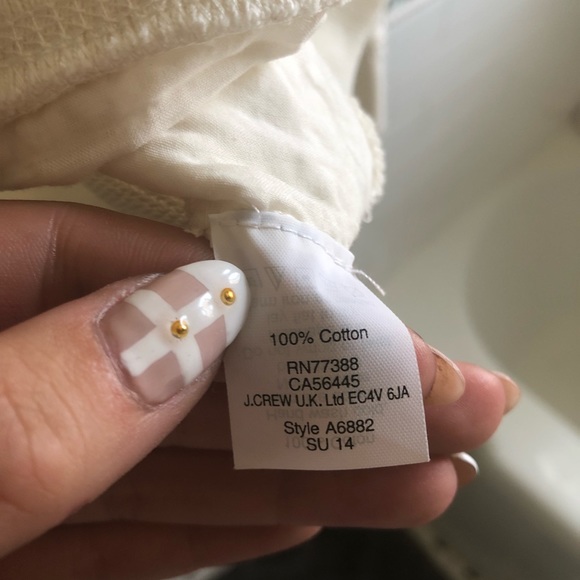 100% Cotton
RN77388
CA56445
J.CREW U.K. Ltd EC4V 6JA
Style A6882
SU 14